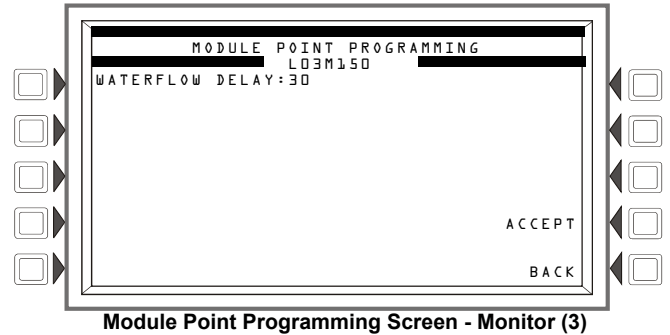 MODULE POINT PROGRAMMING
L03M150
WATERFLOW DELAY:30
ACCEPT
BACK
Module Point Programming Screen - Monitor (3)